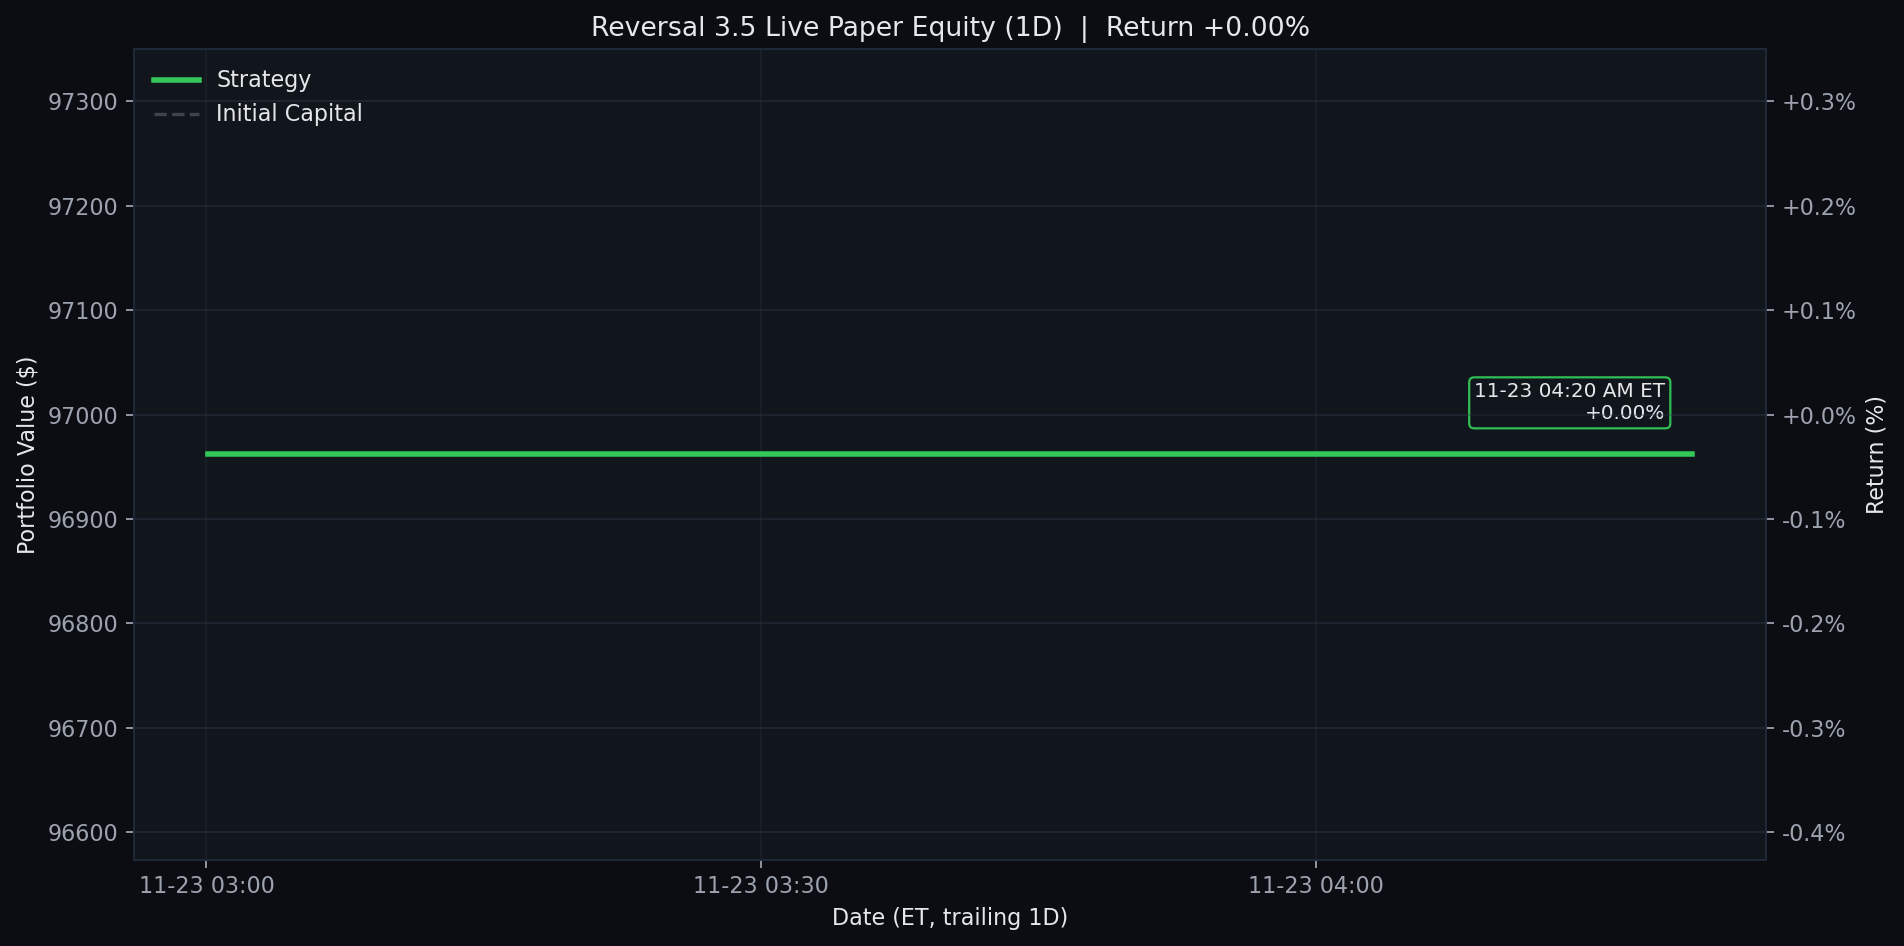 Reversal 3.5 Live Paper Equity (1D) | Return +0.00%
Strategy
Initial Capital
97300
97200
97100
97000
96900
96800
96700
96600
Portfolio Value ($)
11-23 04:20 AM ET
+0.00%
+0.3%
+0.2%
+0.1%
+0.0%
-0.1%
-0.2%
-0.3%
-0.4%
Return (%)
11-23 03:00
11-23 03:30
11-23 04:00
Date (ET, trailing 1D)